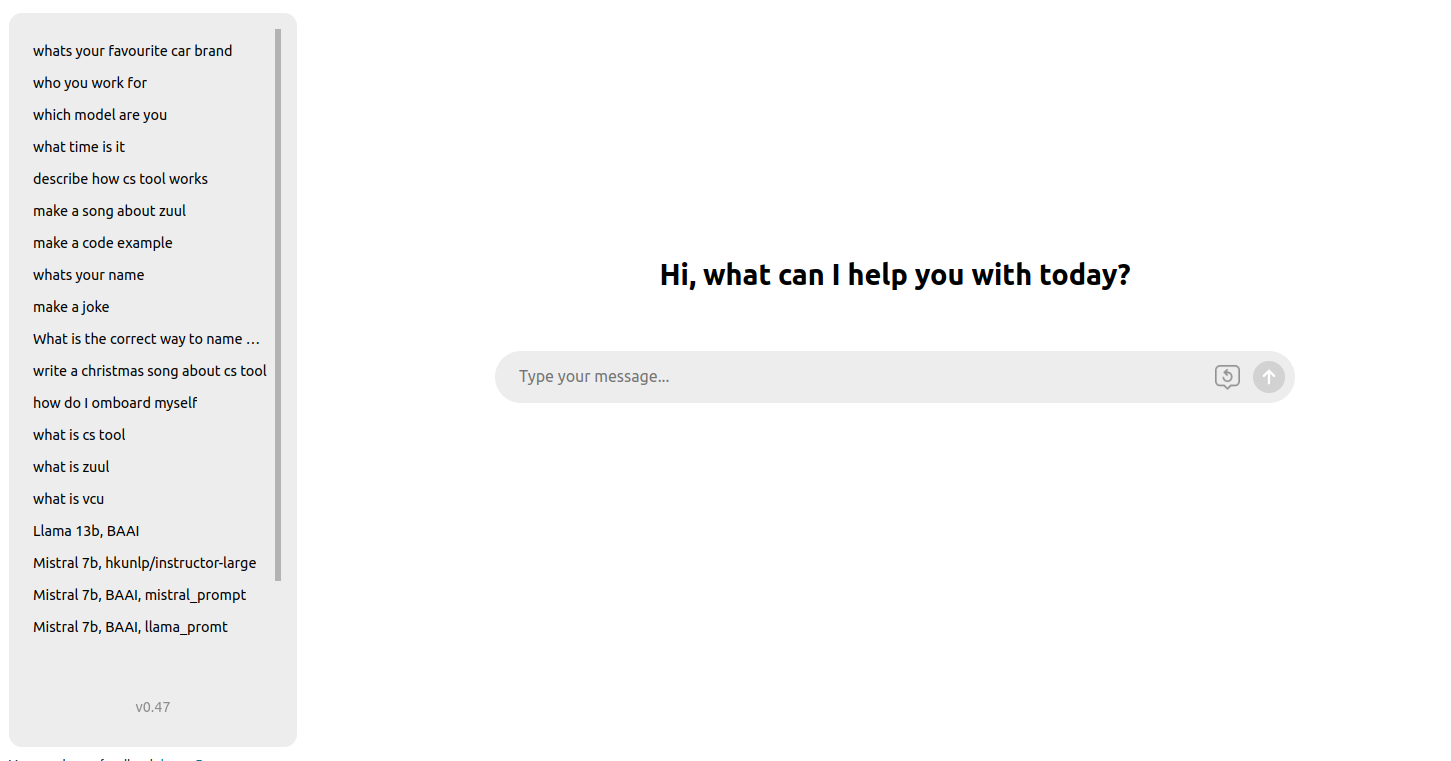 whats your favourite car brand
who you work for
which model are you
what time is it
describe how cs tool works
make a song about zuul
make a code example
whats your name
make a joke
What is the correct way to name ...
write a christmas song about cs tool
how do I omboard myself
what is cs tool
what is zuul
what is vcu
Llama 13b, BAAI
Mistral 7b, hkunlp/instructor-large
Mistral 7b, BAAI, mistral_prompt
Mistral 7b, BAAI, llama_promt
v0.47
Hi, what can I help you with today?
Type your message...